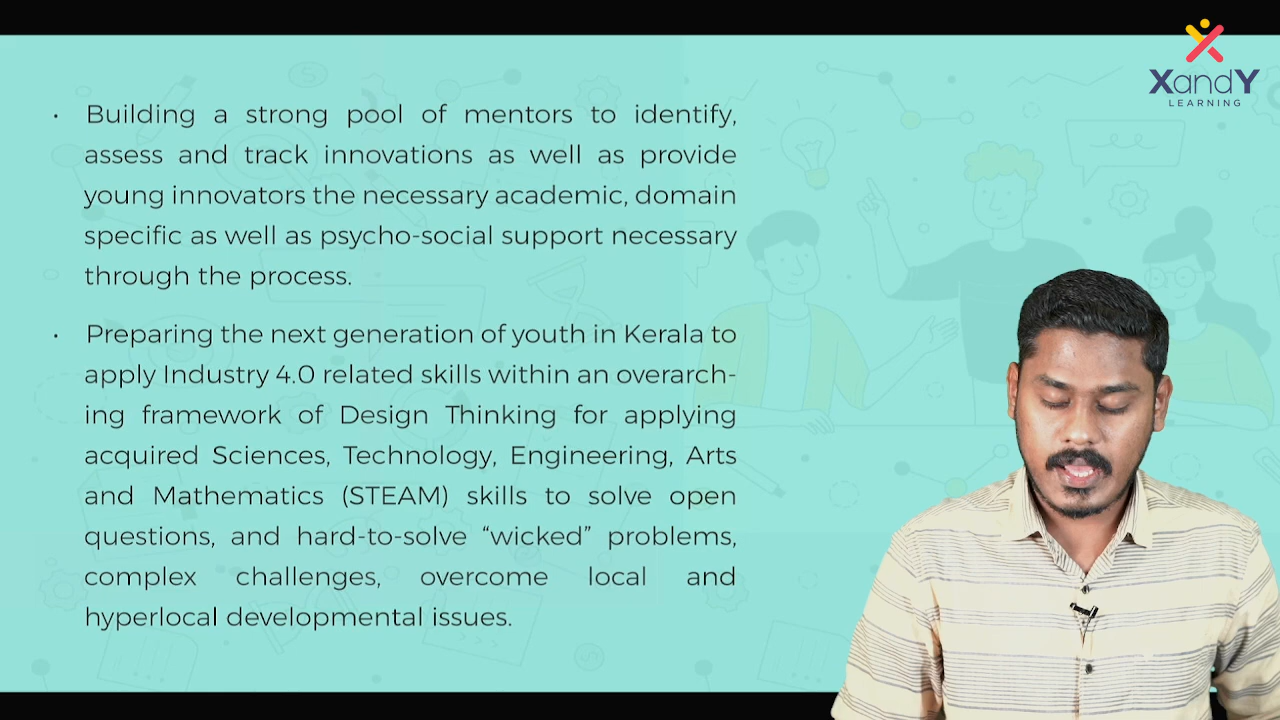 XandY
LEARNING
• Building a strong pool of mentors to identify,
assess and track innovations as well as provide
young innovators the necessary academic, domain
specific as well as psycho-social support necessary
through the process.
• Preparing the next generation of youth in Kerala to
apply Industry 4.0 related skills within an overarch-
ing framework of Design Thinking for applying
acquired Sciences, Technology, Engineering, Arts
and Mathematics (STEAM) skills to solve open
questions, and hard-to-solve “wicked” problems,
complex challenges, overcome local and
hyperlocal developmental issues.